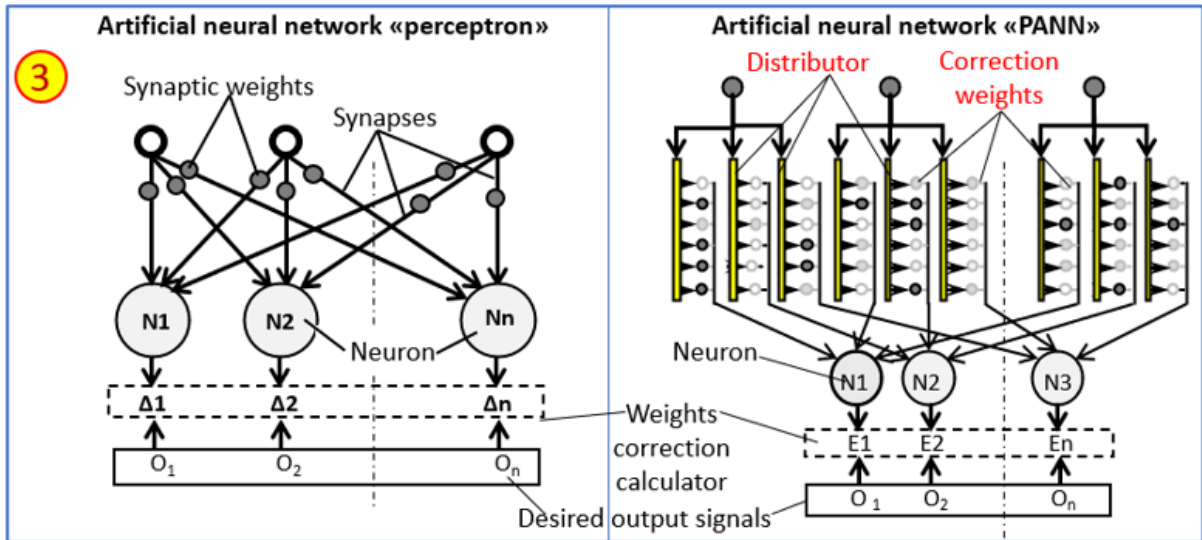 Artificial neural network «perceptron»
3
Synaptic weights
Synapses
N1
N2
Nn
Neuron
Δ1
Δ2
Δn
O1
O2
On
Artificial neural network «PANN»
Distributor
Correction
weights
Neuron
N1
N2
N3
E1
E2
En
Weights
correction
calculator
O1
O2
On
Desired output signals